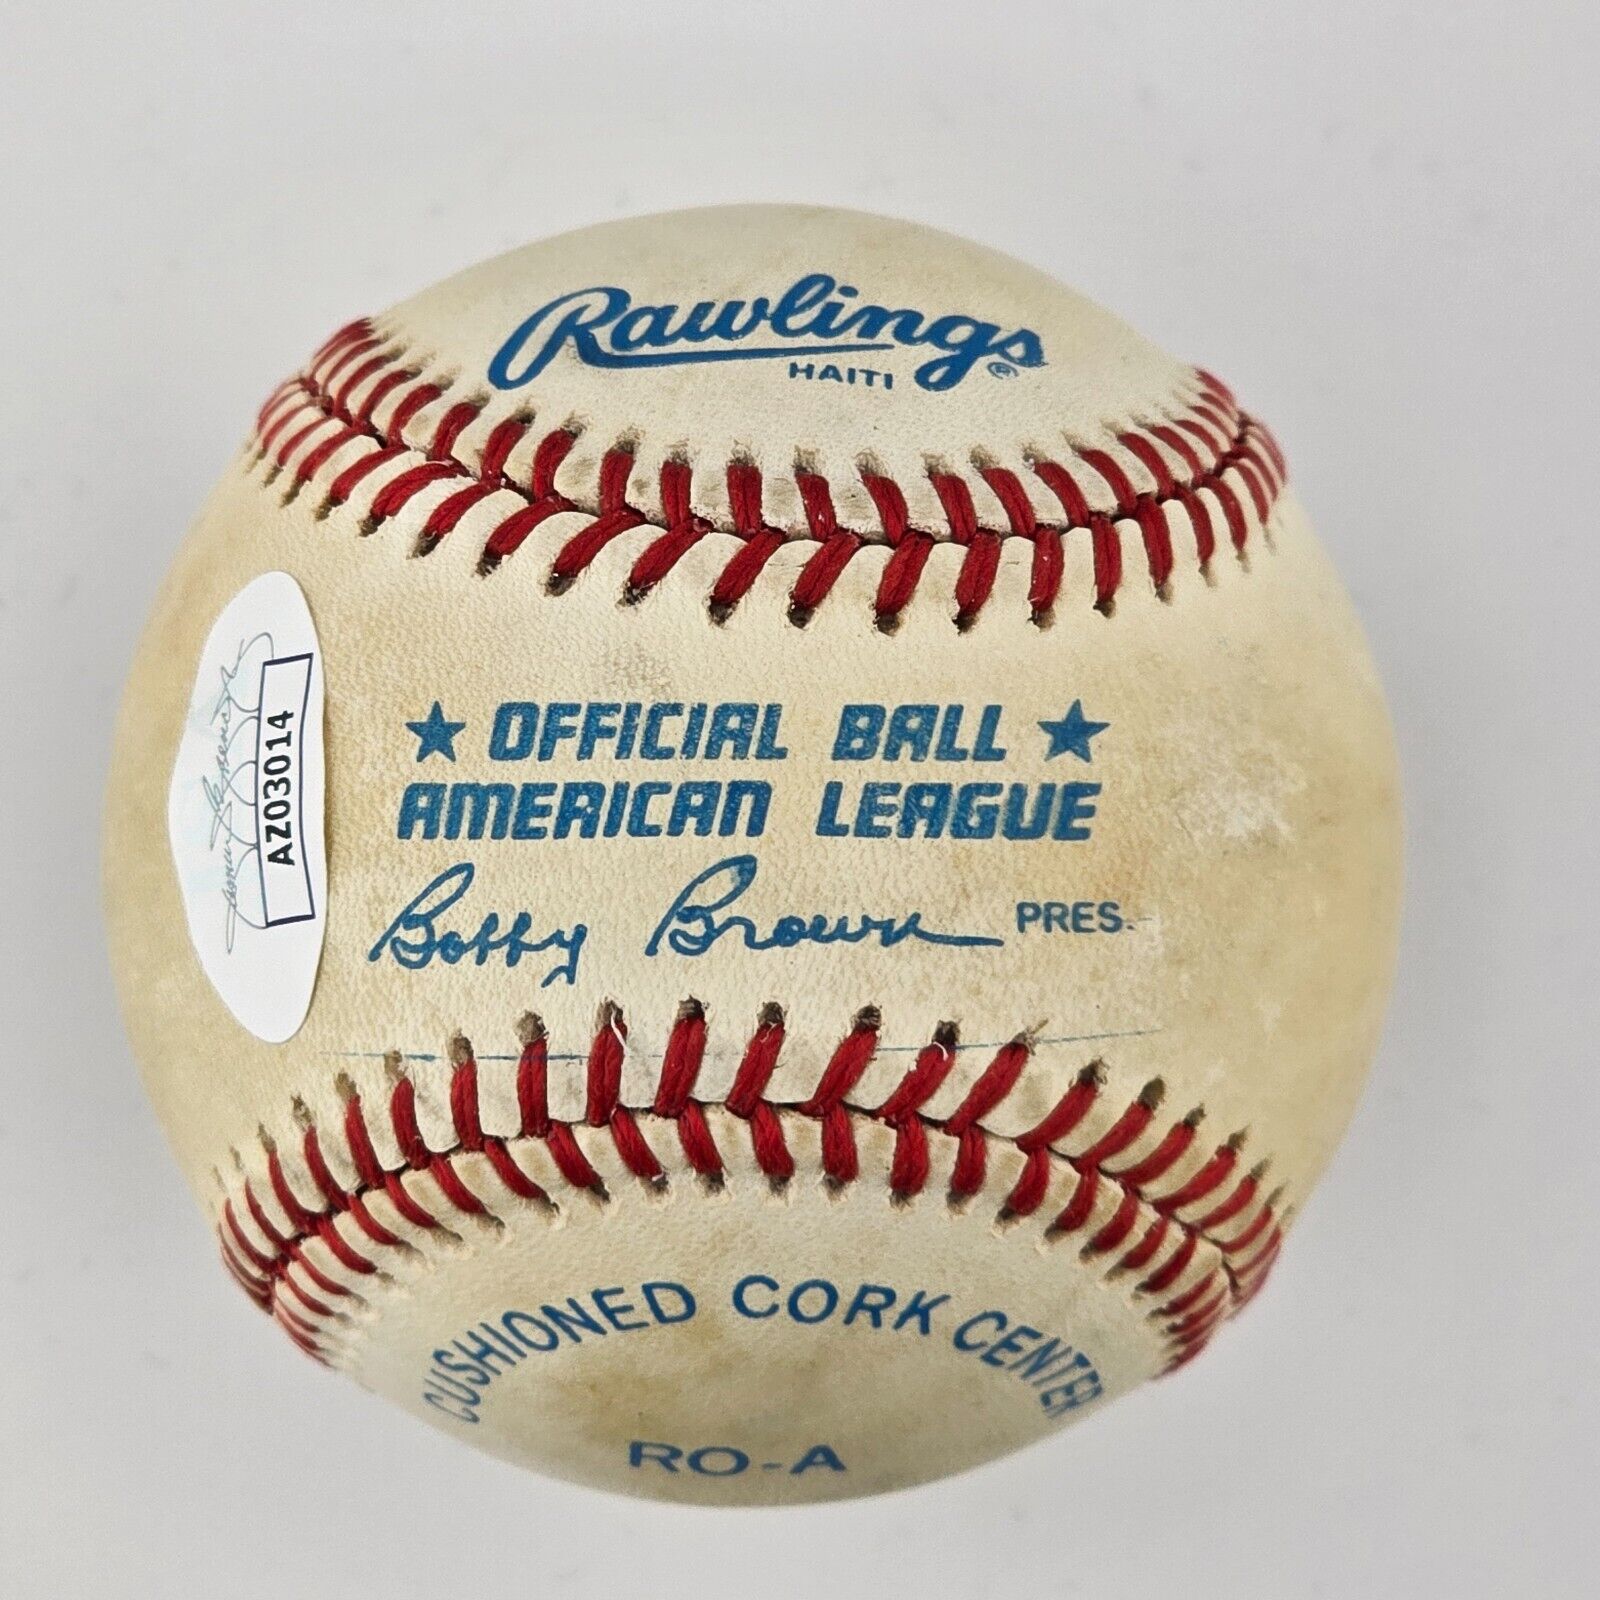 Rawlings®
HAITI
★ OFFICIAL BALL ★
AMERICAN LEAGUE
Bobby Brown PRES.
CUSHIONED CORK CENTER
RO-A
AZ03014